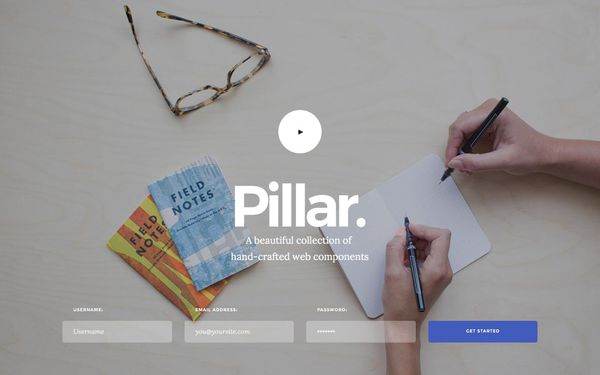 FIELD
NOTES
FIELD
NOTES
Pillar.
A beautiful collection of
hand-crafted web components
USERNAME:
EMAIL ADDRESS:
PASSWORD:
Username
you@yoursite.com
•••••••
GET STARTED